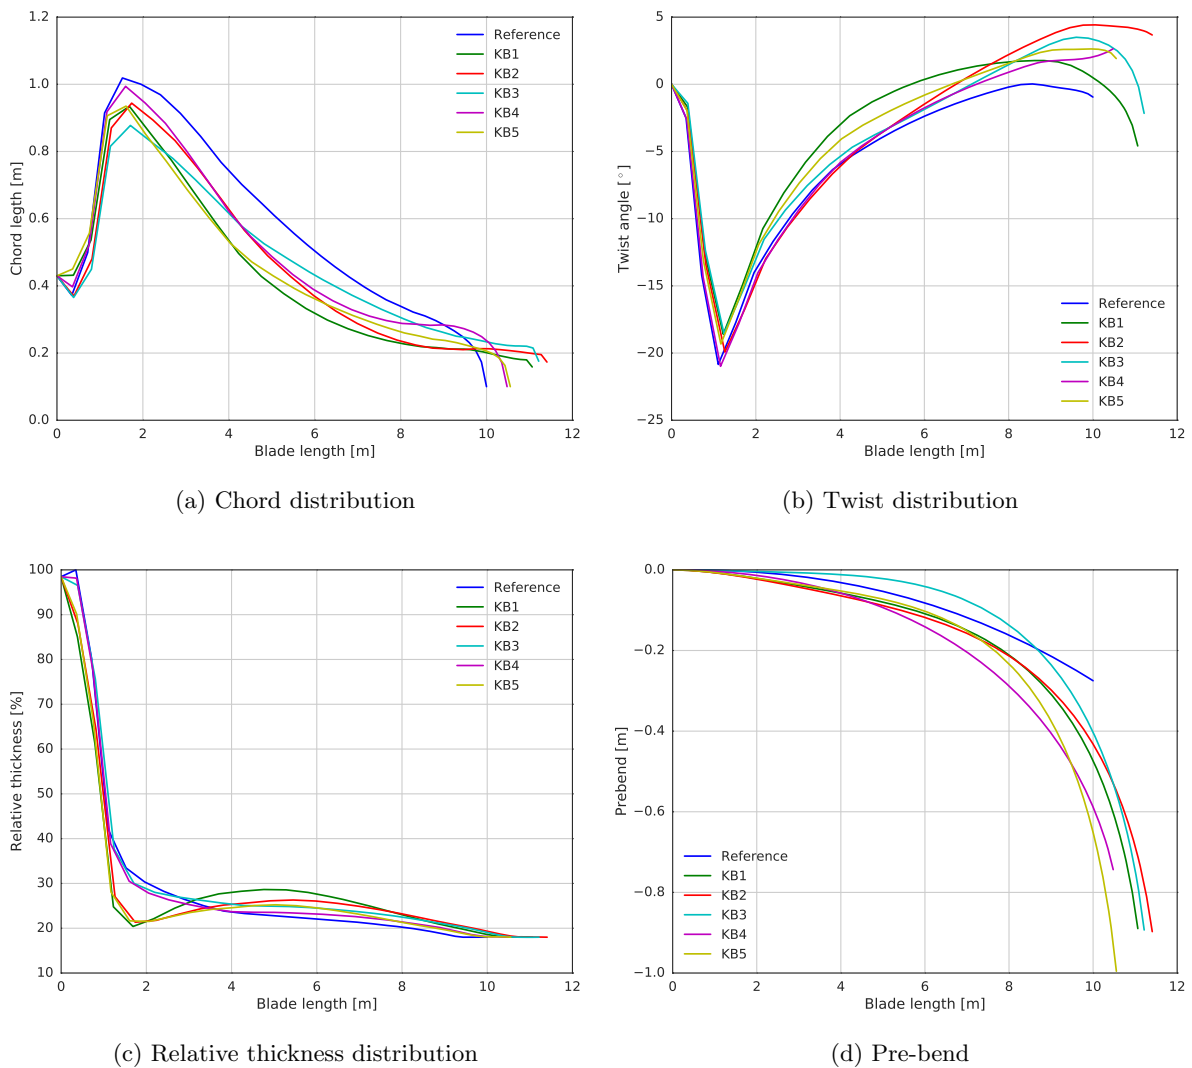 1.2
1.0
0.8
0.6
0.4
0.2
0.0
0 2 4 6 8 10 12
Chord legth [m]
Blade length [m]
Reference
KB1
KB2
KB3
KB4
KB5
(a) Chord distribution
5
0
−5
−10
−15
−20
−25
0 2 4 6 8 10 12
Twist angle [°]
Blade length [m]
Reference
KB1
KB2
KB3
KB4
KB5
(b) Twist distribution
100
90
80
70
60
50
40
30
20
10
0 2 4 6 8 10 12
Relative thickness [%]
Blade length [m]
Reference
KB1
KB2
KB3
KB4
KB5
(c) Relative thickness distribution
0.0
−0.2
−0.4
−0.6
−0.8
−1.0
0 2 4 6 8 10 12
Prebend [m]
Blade length [m]
Reference
KB1
KB2
KB3
KB4
KB5
(d) Pre-bend